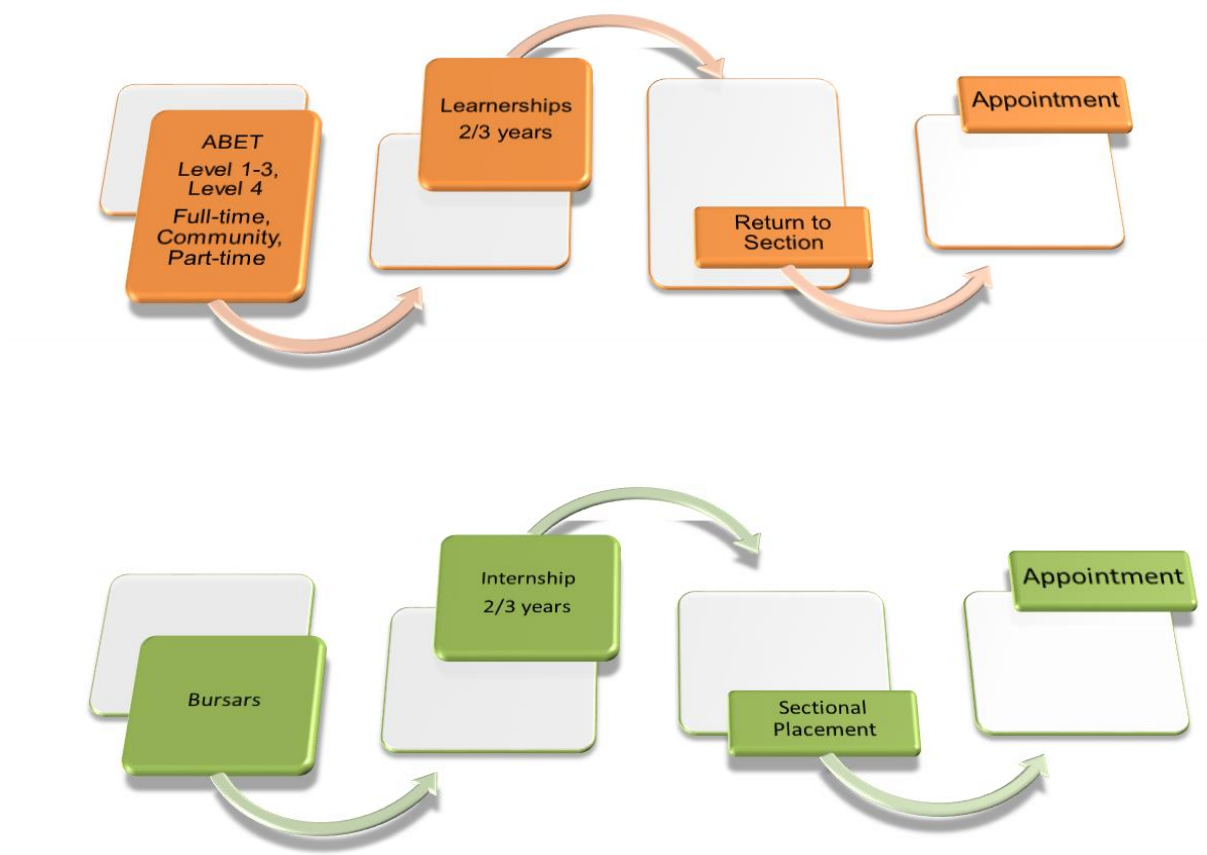 ABET
Level 1-3,
Level 4
Full-time,
Community,
Part-time
Learnerships
2/3 years
Return to
Section
Appointment
Bursars
Internship
2/3 years
Sectional
Placement
Appointment